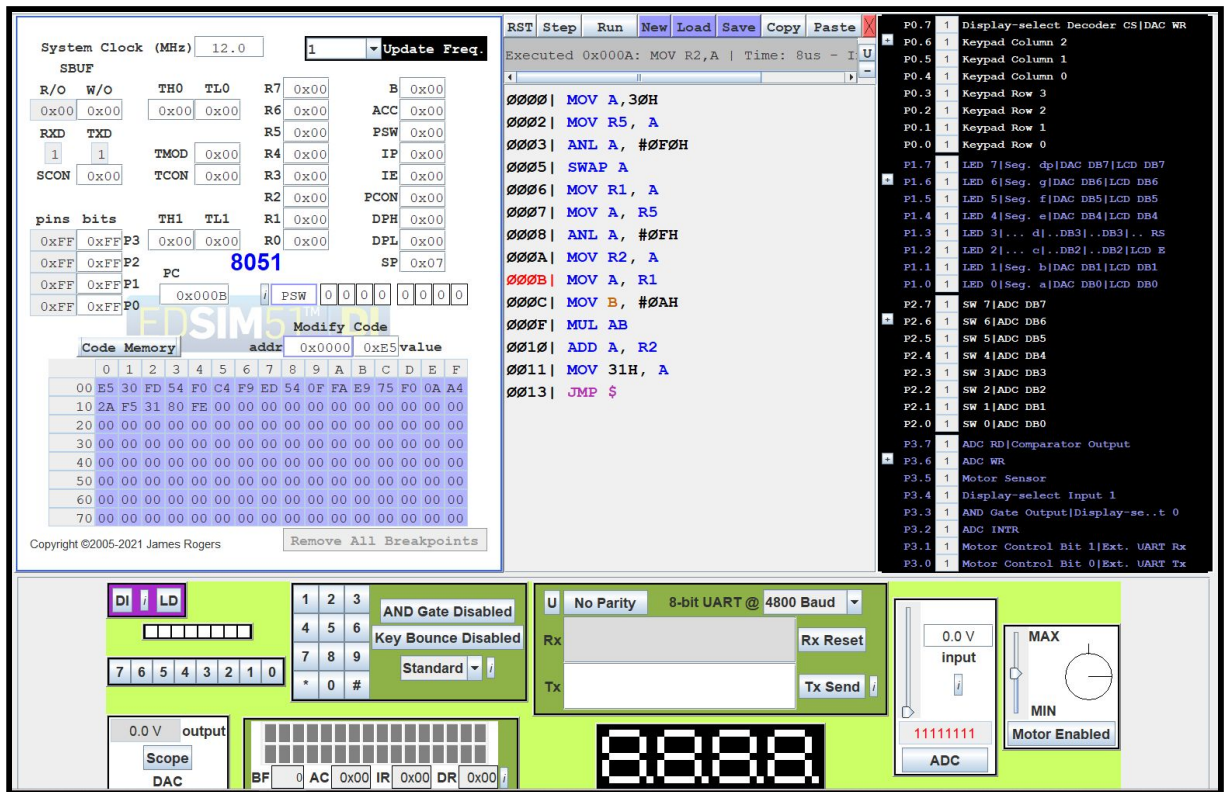 System Clock (MHz) 12.0 1 Update Freq.
SBUF
R/O W/O TH0 TL0 R7 0x00 B 0x00
0x00 0x00 0x00 0x00 R6 0x00 ACC 0x00
RXD TXD R5 0x00 PSW 0x00
1 1 TMOD 0x00 R4 0x00 IP 0x00
SCON 0x00 TCON 0x00 R3 0x00 IE 0x00
R2 0x00 PCON 0x00
pins bits TH1 TL1 R1 0x00 DPH 0x00
0xFF 0xFF P3 0x00 0x00 R0 0x00 DPL 0x00
0xFF 0xFF P2 8051 SP 0x07
0xFF 0xFF P1 PC
0xFF 0xFF P0 0x000B i PSW 0 0 0 0 0 0 0 0
EDSIM51 TM DI
Modify Code
Code Memory addr 0x0000 0xE5 value
0 1 2 3 4 5 6 7 8 9 A B C D E F
00 E5 30 FD 54 F0 C4 F9 ED 54 0F FA E9 75 F0 0A A4
10 2A F5 31 80 FE 00 00 00 00 00 00 00 00 00 00 00
20 00 00 00 00 00 00 00 00 00 00 00 00 00 00 00 00
30 00 00 00 00 00 00 00 00 00 00 00 00 00 00 00 00
40 00 00 00 00 00 00 00 00 00 00 00 00 00 00 00 00
50 00 00 00 00 00 00 00 00 00 00 00 00 00 00 00 00
60 00 00 00 00 00 00 00 00 00 00 00 00 00 00 00 00
70 00 00 00 00 00 00 00 00 00 00 00 00 00 00 00 00
Copyright ©2005-2021 James Rogers Remove All Breakpoints
RST Step Run New Load Save Copy Paste X
Executed 0x000A: MOV R2,A | Time: 8us - I U
-
0000| MOV A,30H
0002| MOV R5, A
0003| ANL A, #0F0H
0005| SWAP A
0006| MOV R1, A
0007| MOV A, R5
0008| ANL A, #0FH
000A| MOV R2, A
000B| MOV A, R1
000C| MOV B, #0AH
000F| MUL AB
0010| ADD A, R2
0011| MOV 31H, A
0013| JMP $
P0.7 1 Display-select Decoder CS|DAC WR
+ P0.6 1 Keypad Column 2
P0.5 1 Keypad Column 1
P0.4 1 Keypad Column 0
P0.3 1 Keypad Row 3
P0.2 1 Keypad Row 2
P0.1 1 Keypad Row 1
P0.0 1 Keypad Row 0
P1.7 1 LED 7|Seg. dp|DAC DB7|LCD DB7
+ P1.6 1 LED 6|Seg. g|DAC DB6|LCD DB6
P1.5 1 LED 5|Seg. f|DAC DB5|LCD DB5
P1.4 1 LED 4|Seg. e|DAC DB4|LCD DB4
P1.3 1 LED 3|... d|..DB3|..DB3|.. RS
P1.2 1 LED 2|... c|..DB2|..DB2|LCD E
P1.1 1 LED 1|Seg. b|DAC DB1|LCD DB1
P1.0 1 LED 0|Seg. a|DAC DB0|LCD DB0
P2.7 1 SW 7|ADC DB7
+ P2.6 1 SW 6|ADC DB6
P2.5 1 SW 5|ADC DB5
P2.4 1 SW 4|ADC DB4
P2.3 1 SW 3|ADC DB3
P2.2 1 SW 2|ADC DB2
P2.1 1 SW 1|ADC DB1
P2.0 1 SW 0|ADC DB0
P3.7 1 ADC RD|Comparator Output
+ P3.6 1 ADC WR
P3.5 1 Motor Sensor
P3.4 1 Display-select Input 1
P3.3 1 AND Gate Output|Display-se..t 0
P3.2 1 ADC INTR
P3.1 1 Motor Control Bit 1|Ext. UART Rx
P3.0 1 Motor Control Bit 0|Ext. UART Tx
DI i LD
7 6 5 4 3 2 1 0
1 2 3
4 5 6
7 8 9
* 0 #
AND Gate Disabled
Key Bounce Disabled
Standard i
U No Parity 8-bit UART @ 4800 Baud
Rx Rx Reset
Tx Tx Send i
0.0 V
input
i
11111111
ADC
MAX
MIN
Motor Enabled
0.0 V output
Scope
DAC
BF 0 AC 0x00 IR 0x00 DR 0x00 i
8.8.8.8.